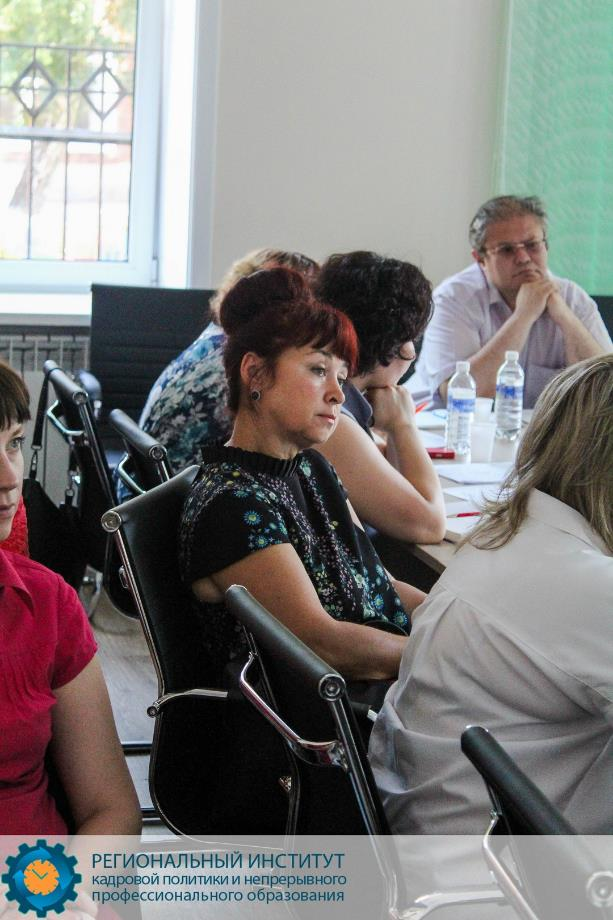 РЕГИОНАЛЬНЫЙ ИНСТИТУТ
кадровой политики и непрерывного
профессионального образования